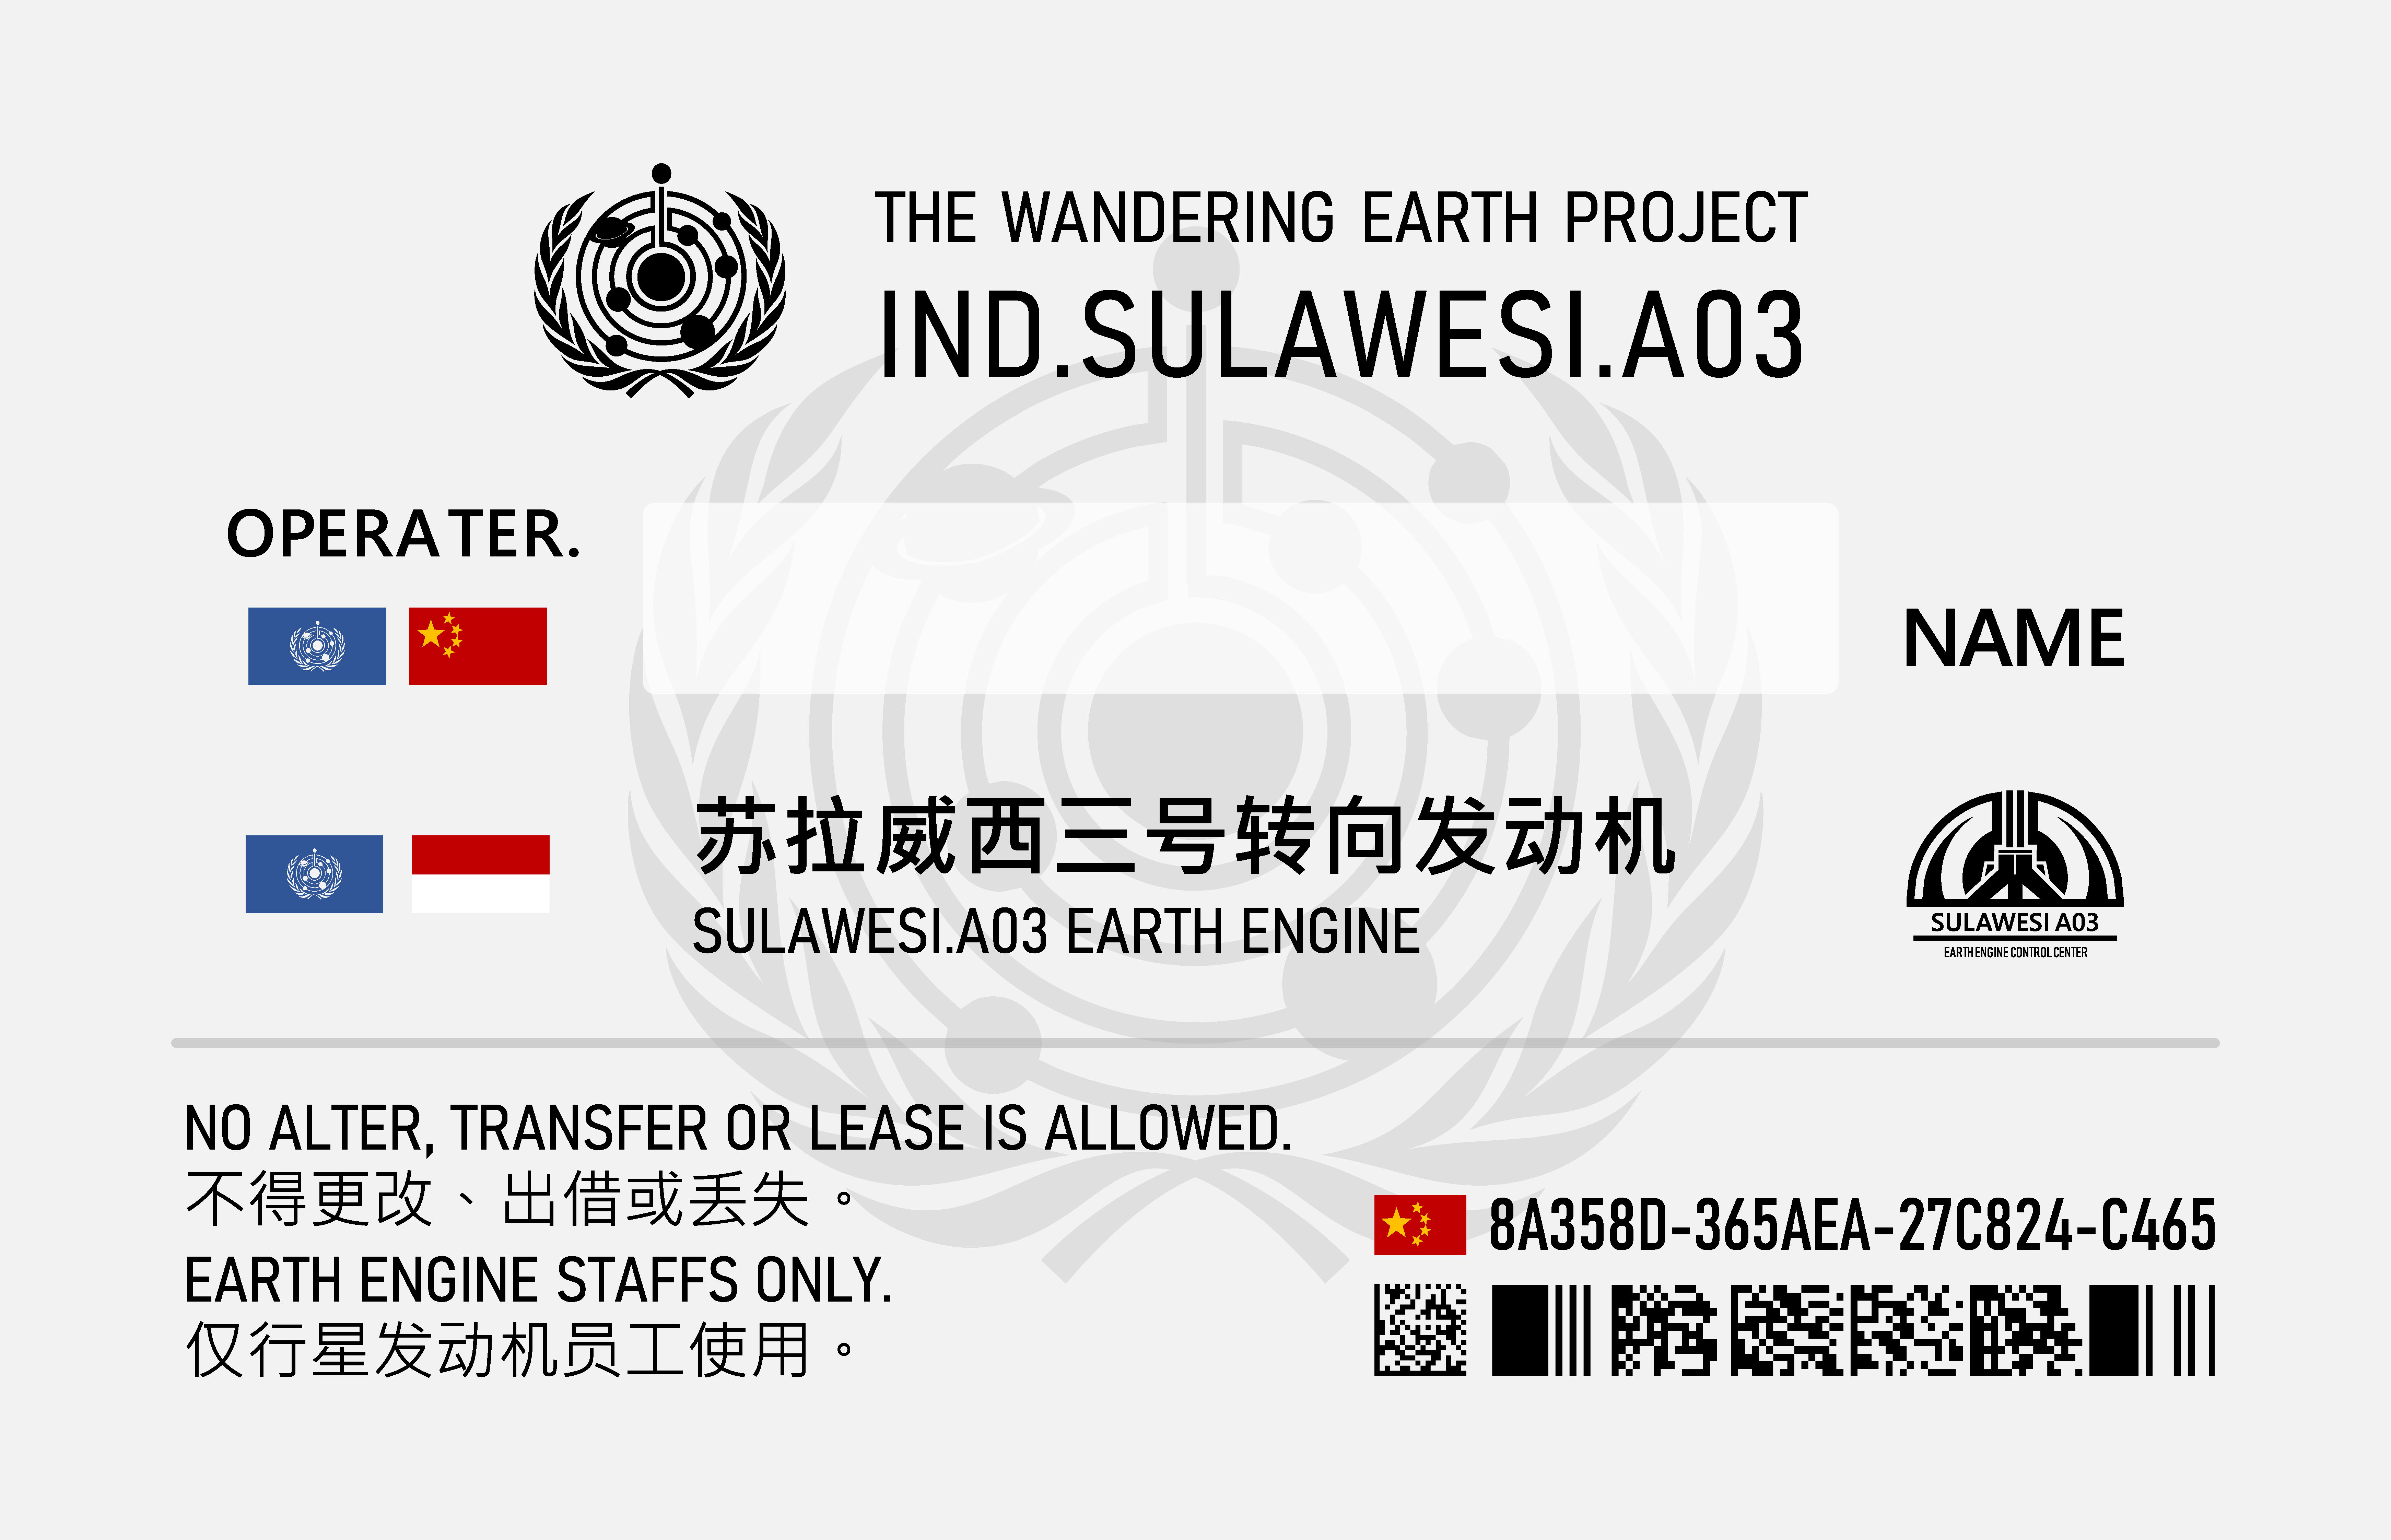 THE WANDERING EARTH PROJECT
IND.SULAWESI.A03
OPERATER.
NAME
苏拉威西三号转向发动机
SULAWESI.A03 EARTH ENGINE
SULAWESI A03
EARTH ENGINE CONTROL CENTER
NO ALTER, TRANSFER OR LEASE IS ALLOWED.
不得更改、出借或丢失。
EARTH ENGINE STAFFS ONLY.
仅行星发动机员工使用。
8A358D-365AEA-27C824-C465